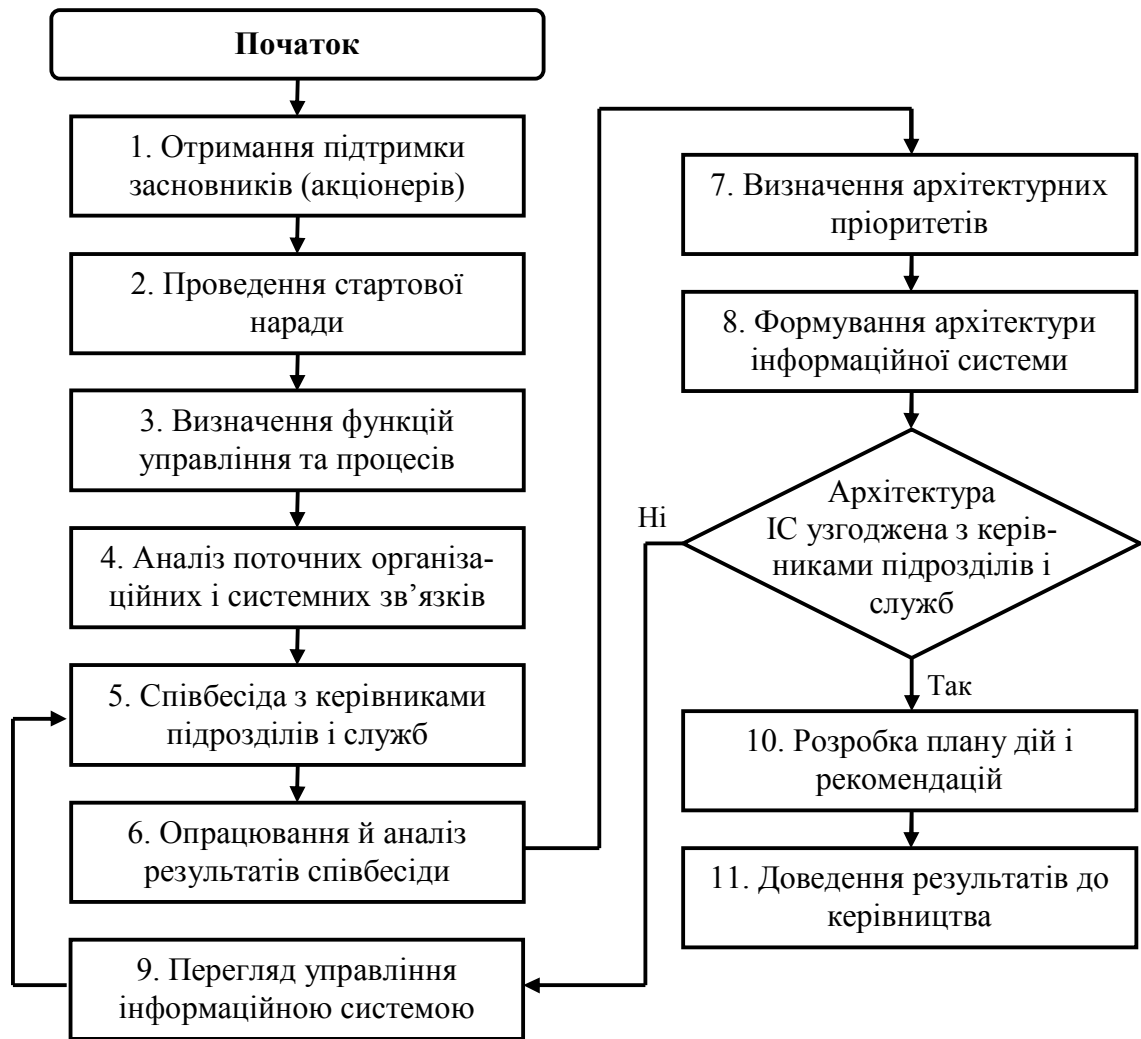 Початок
1. Отримання підтримки
засновників (акціонерів)
2. Проведення стартової
наради
3. Визначення функцій
управління та процесів
4. Аналіз поточних організа-
ційних і системних зв’язків
5. Співбесіда з керівниками
підрозділів і служб
6. Опрацювання й аналіз
результатів співбесіди
9. Перегляд управління
інформаційною системою
7. Визначення архітектурних
пріоритетів
8. Формування архітектури
інформаційної системи
Архітектура
ІС узгоджена з керів-
никами підрозділів і
служб
Ні
Так
10. Розробка плану дій і
рекомендацій
11. Доведення результатів до
керівництва